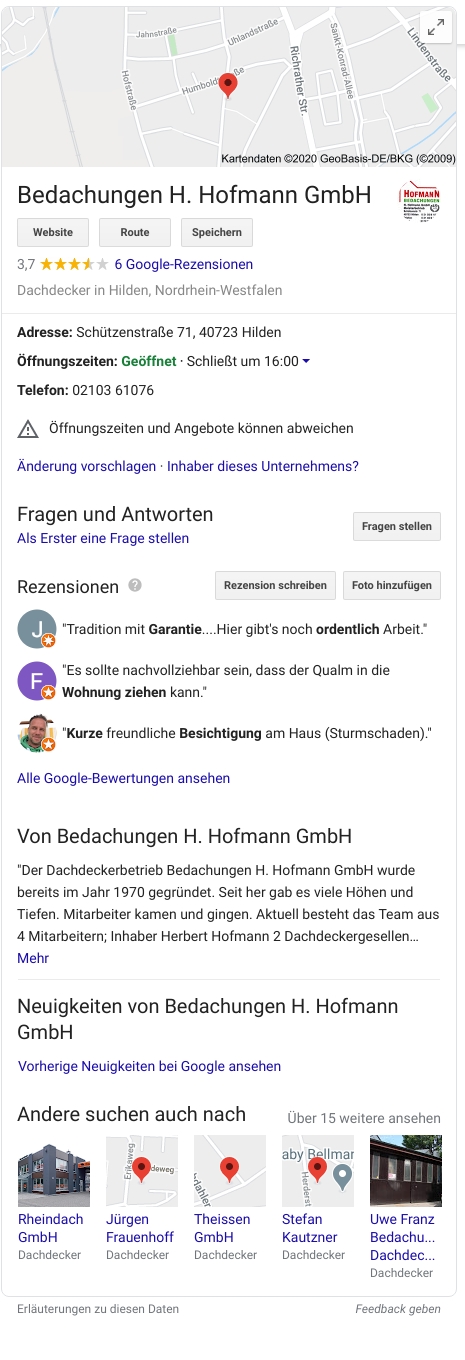 Jahnstraße
Uhlandstraße
Sankt-Konrad-Allee
Lindenstraße
Hofstraße
Richrather Str.
Kartendaten ©2020 GeoBasis-DE/BKG (©2009)
Bedachungen H. Hofmann GmbH
HOFMANN
BEDACHUNGEN
Website
Route
Speichern
3,7 6 Google-Rezensionen
Dachdecker in Hilden, Nordrhein-Westfalen
Adresse: Schützenstraße 71, 40723 Hilden
Öffnungszeiten: Geöffnet · Schließt um 16:00
Telefon: 02103 61076
Öffnungszeiten und Angebote können abweichen
Änderung vorschlagen · Inhaber dieses Unternehmens?
Fragen und Antworten
Fragen stellen
Als Erster eine Frage stellen
Rezensionen ?
Rezension schreiben
Foto hinzufügen
J
"Tradition mit Garantie....Hier gibt's noch ordentlich Arbeit."
F
"Es sollte nachvollziehbar sein, dass der Qualm in die
Wohnung ziehen kann."
"Kurze freundliche Besichtigung am Haus (Sturmschaden)."
Alle Google-Bewertungen ansehen
Von Bedachungen H. Hofmann GmbH
"Der Dachdeckerbetrieb Bedachungen H. Hofmann GmbH wurde
bereits im Jahr 1970 gegründet. Seit her gab es viele Höhen und
Tiefen. Mitarbeiter kamen und gingen. Aktuell besteht das Team aus
4 Mitarbeitern; Inhaber Herbert Hofmann 2 Dachdeckergesellen…
Mehr
Neuigkeiten von Bedachungen H. Hofmann
GmbH
Vorherige Neuigkeiten bei Google ansehen
Andere suchen auch nach
Über 15 weitere ansehen
Erikaweg
deweg
dahler
aby Bellmar
Herderst
Rheindach
GmbH
Dachdecker
Jürgen
Frauenhoff
Dachdecker
Theissen
GmbH
Dachdecker
Stefan
Kautzner
Dachdecker
Uwe Franz
Bedachu...
Dachdec...
Dachdecker
Erläuterungen zu diesen Daten
Feedback geben